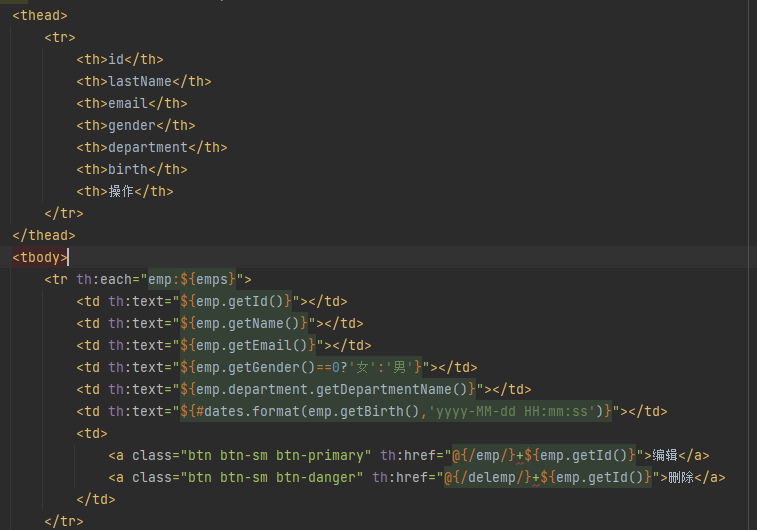 <thead>
    <tr>
        <th>id</th>
        <th>lastName</th>
        <th>email</th>
        <th>gender</th>
        <th>department</th>
        <th>birth</th>
        <th>操作</th>
    </tr>
</thead>
<tbody>
    <tr th:each="emp:${emps}">
        <td th:text="${emp.getId()}"></td>
        <td th:text="${emp.getName()}"></td>
        <td th:text="${emp.getEmail()}"></td>
        <td th:text="${emp.getGender()==0?'女':'男'}"></td>
        <td th:text="${emp.department.getDepartmentName()}"></td>
        <td th:text="${#dates.format(emp.getBirth(),'yyyy-MM-dd HH:mm:ss')}"></td>
        <td>
            <a class="btn btn-sm btn-primary" th:href="@{/emp/}+${emp.getId()}">编辑</a>
            <a class="btn btn-sm btn-danger" th:href="@{/delemp/}+${emp.getId()}">删除</a>
        </td>
    </tr>